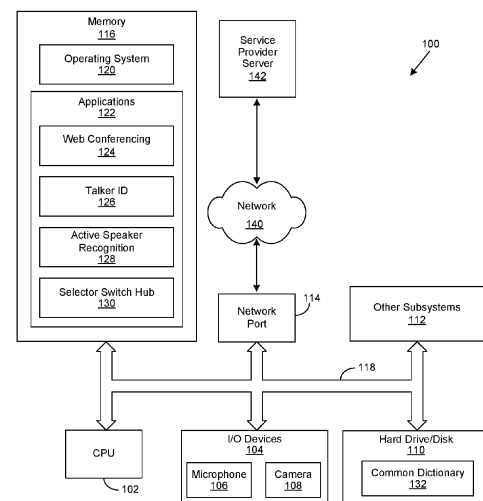 Memory
116
Operating System
120
Applications
122
Web Conferencing
124
Talker ID
126
Active Speaker
Recognition
128
Selector Switch Hub
130
Service
Provider
Server
142
100
Network
140
Network
Port
114
Other Subsystems
112
118
CPU
102
I/O Devices
104
Microphone
106
Camera
108
Hard Drive/Disk
110
Common Dictionary
132